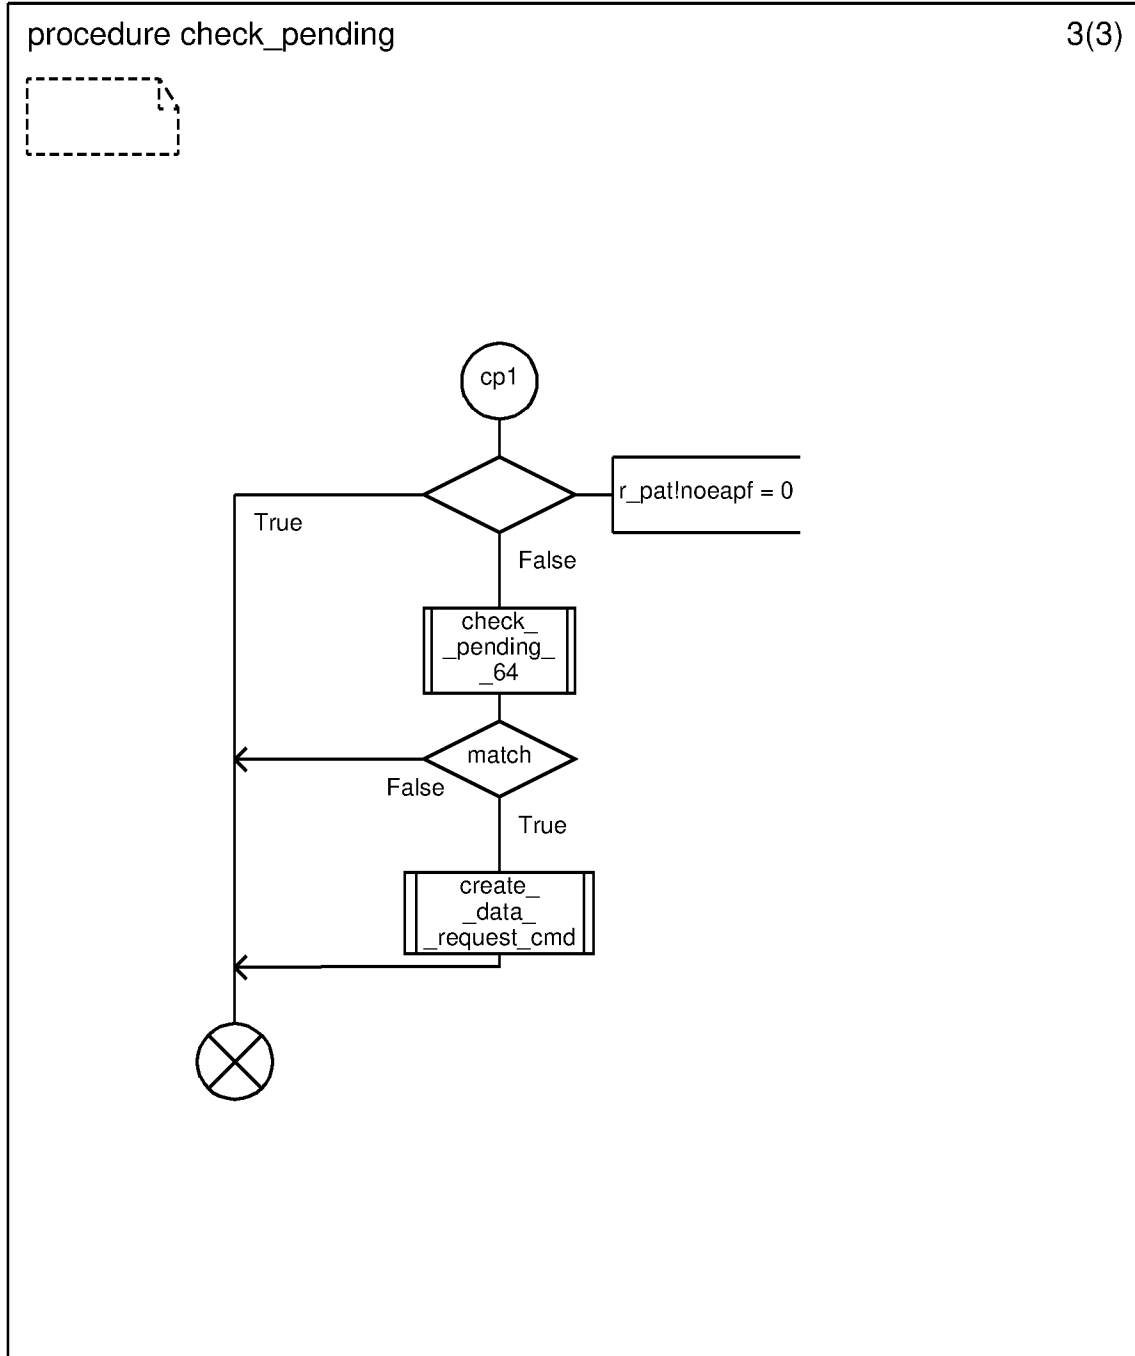 procedure check_pending
3(3)
cp1
r_pat!noeapf = 0
True
False
check_
_pending_
_64
match
False
True
create_
_data_
_request_cmd